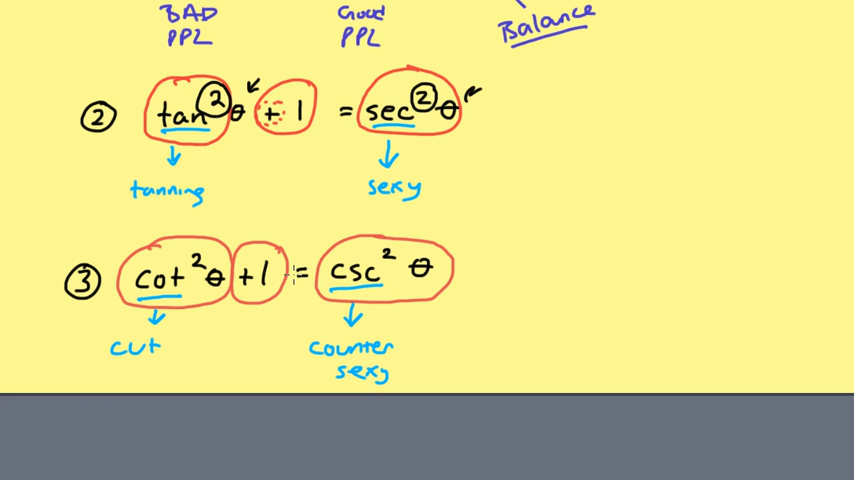 BAD Good Balance
PPL PPL
② tan²θ + 1 = sec²θ
tanning sexy
③ cot²θ + 1 = csc²θ
cut counter
sexy